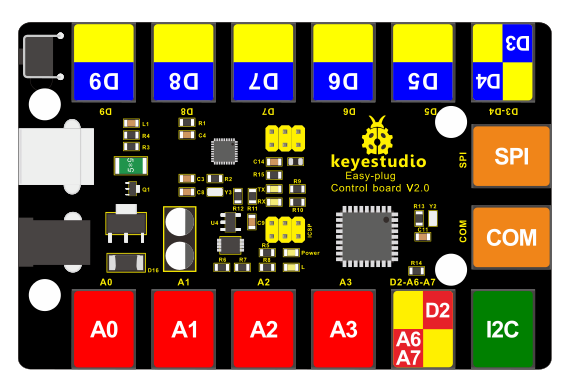 D9 D8 D7 D6 D5 D3
D4
D9 D8 D7 D6 D5 D3-D4
L1
R4
R3
Q1
D16
R1
C4
C3
C8
R2
Y3
R12
R11
U4
C9
R6
R7
R5
R8
C14
R15
TX
RX
R9
R10
ICSP
Power
L
keyestudio
Easy-plug
Control board V2.0
R13
Y2
C11
R14
SPI
SPI
COM
COM
A0 A1 A2 A3 D2-A6-A7
A0 A1 A2 A3 D2
A6
A7
I2C